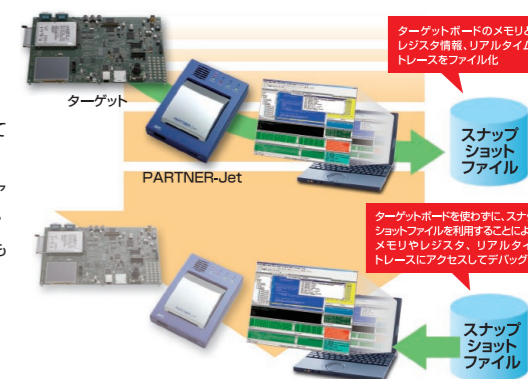 ターゲットボードのメモリ
レジスタ情報、リアルタイム
トレースをファイル化
ターゲット
スナップ
ショット
ファイル
て
PARTNER-Jet
ア
も
ターゲットボードを使わずに、スナッ
ショットファイルを利用することによ
メモリやレジスタ、リアルタイ
トレースにアクセスしてデバッグ
スナップ
ショット
ファイル